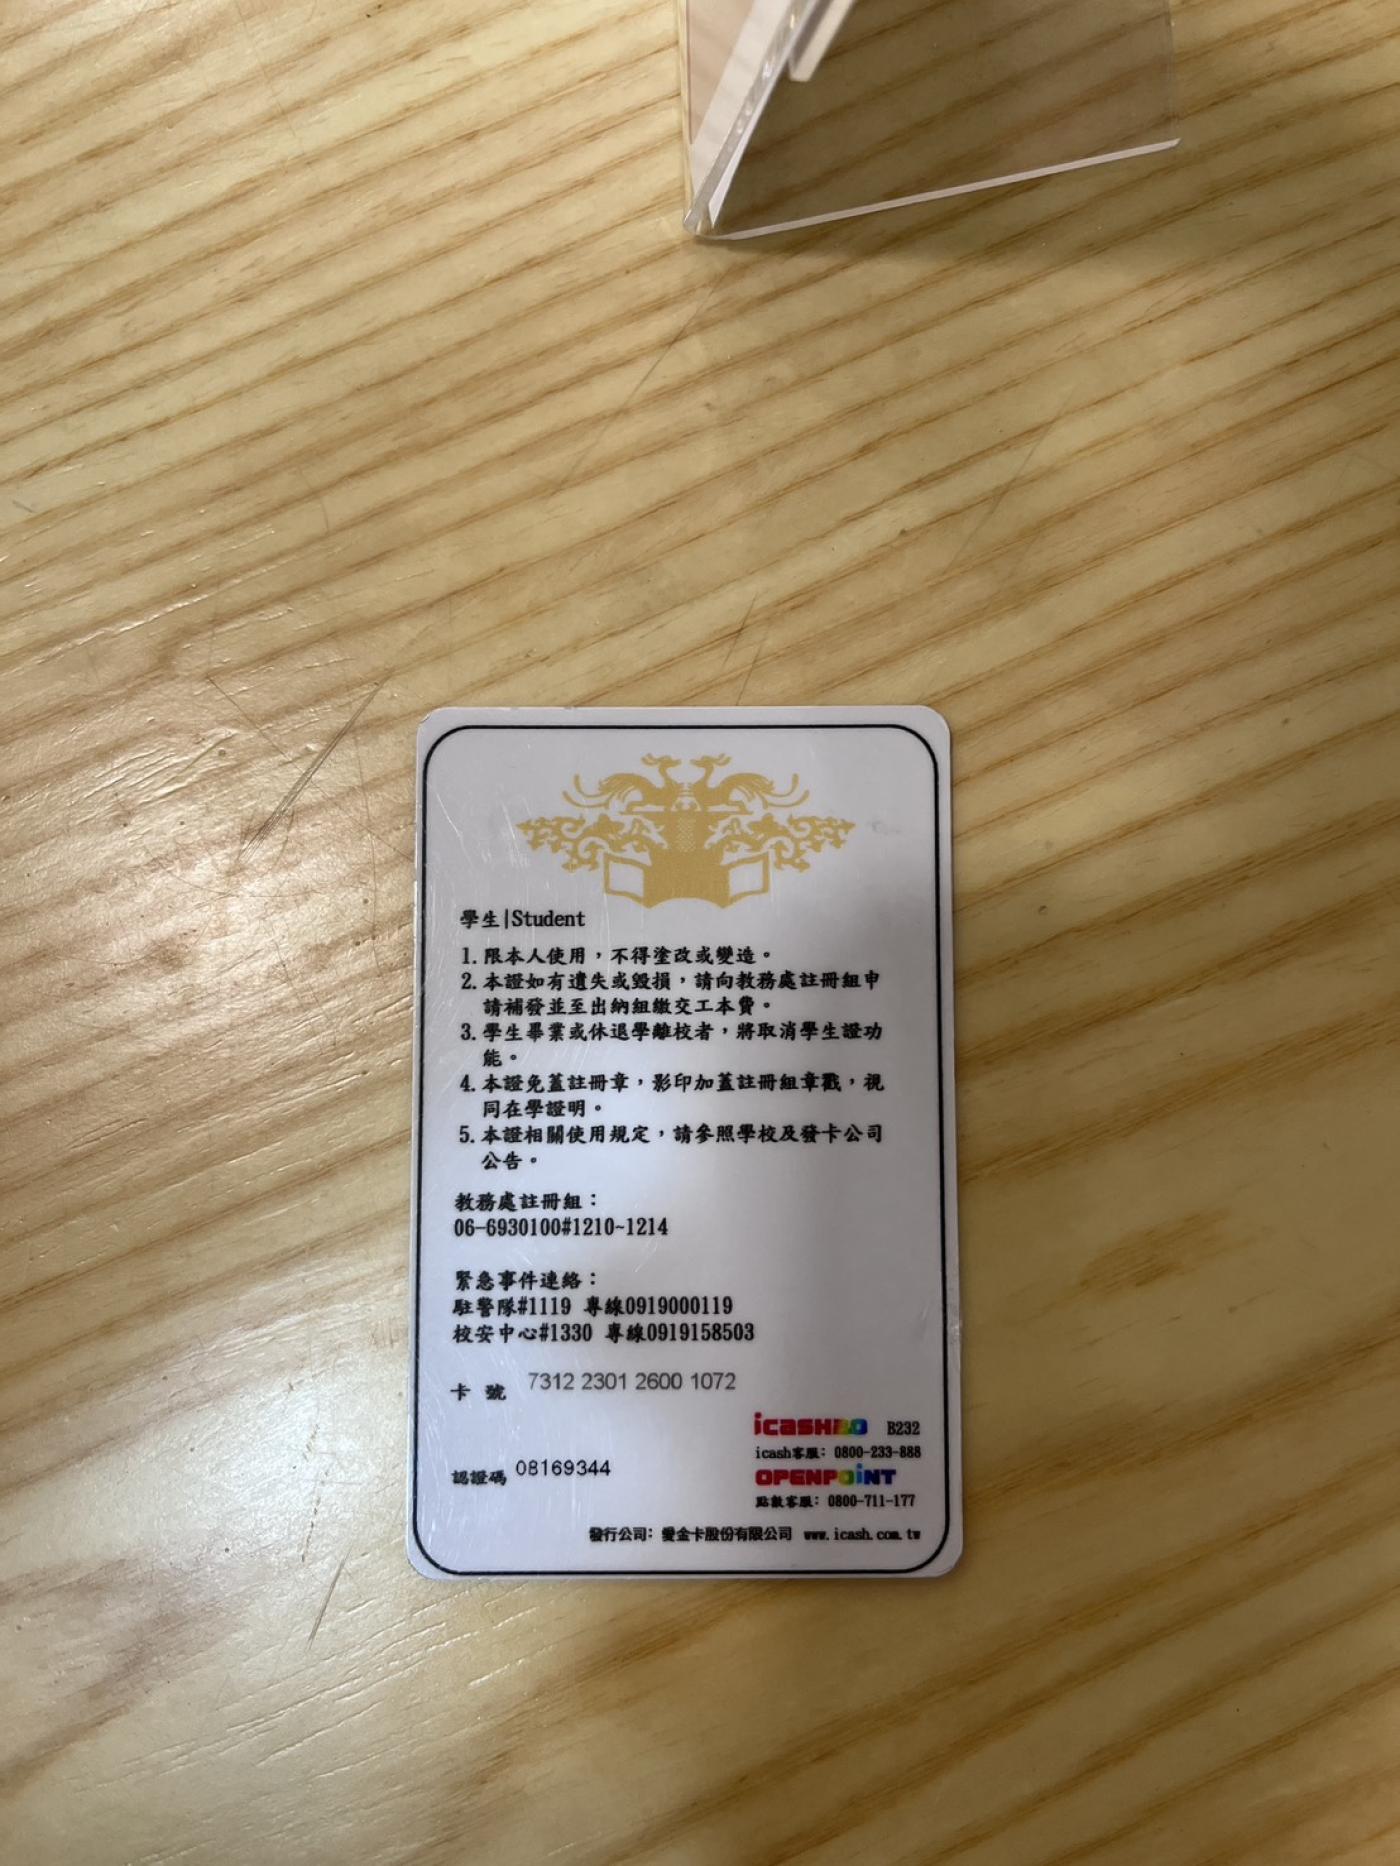 學生|Student
1. 限本人使用，不得塗改或變造。
2. 本證如有遺失或毀損，請向教務處註冊組申
請補發並至出納組繳交工本費。
3. 學生畢業或休退學離校者，將取消學生證功
能。
4. 本證免蓋註冊章，影印加蓋註冊組章戳，視
同在學證明。
5. 本證相關使用規定，請參照學校及發卡公司
公告。
教務處註冊組：
06-6930100#1210~1214
緊急事件連絡：
駐警隊#1119 專線0919000119
校安中心#1330 專線0919158503
卡 號 7312 2301 2600 1072
icash2.0 B232
icash客服: 0800-233-888
認證碼 08169344
OPENPOINT
點數客服: 0800-711-177
發行公司: 愛金卡股份有限公司 www.icash.com.tw